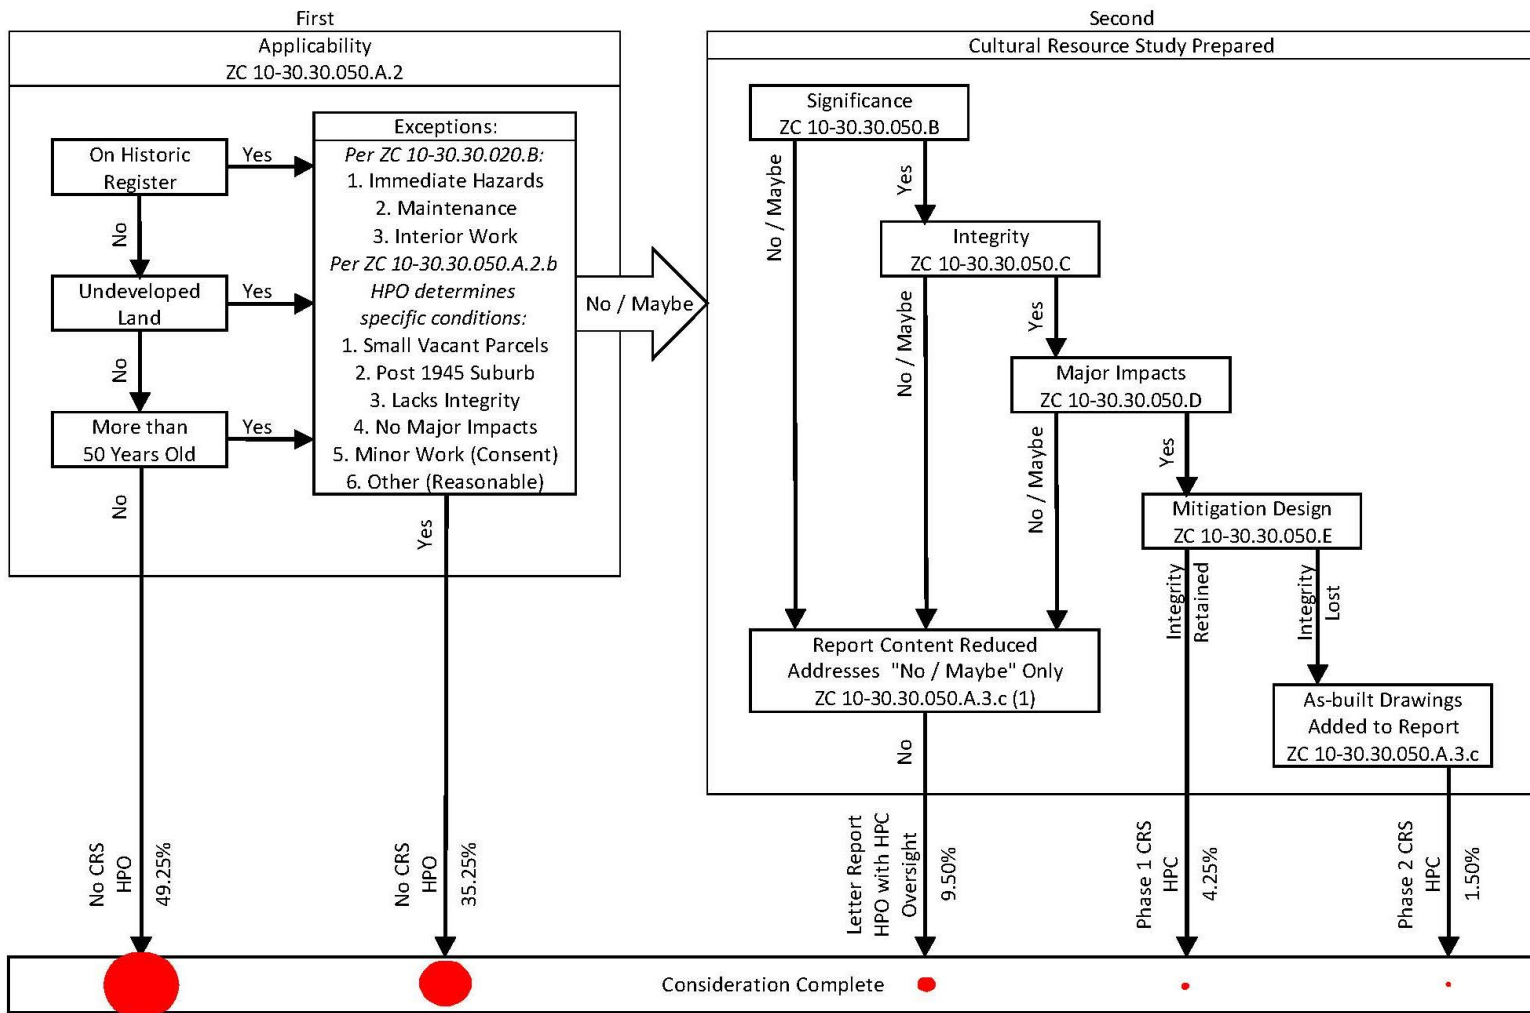 First
Applicability
ZC 10-30.30.050.A.2
On Historic
Register
Yes
No
Undeveloped
Land
Yes
No
More than
50 Years Old
Yes
No
Exceptions:
Per ZC 10-30.30.020.B:
1. Immediate Hazards
2. Maintenance
3. Interior Work
Per ZC 10-30.30.050.A.2.b
HPO determines
specific conditions:
1. Small Vacant Parcels
2. Post 1945 Suburb
3. Lacks Integrity
4. No Major Impacts
5. Minor Work (Consent)
6. Other (Reasonable)
Yes
No / Maybe
Second
Cultural Resource Study Prepared
Significance
ZC 10-30.30.050.B
No / Maybe
Yes
Integrity
ZC 10-30.30.050.C
No / Maybe
Yes
Major Impacts
ZC 10-30.30.050.D
No / Maybe
Yes
Mitigation Design
ZC 10-30.30.050.E
Integrity
Retained
Integrity
Lost
Report Content Reduced
Addresses "No / Maybe" Only
ZC 10-30.30.050.A.3.c (1)
No
As-built Drawings
Added to Report
ZC 10-30.30.050.A.3.c
No CRS
HPO
49.25%
No CRS
HPO
35.25%
Letter Report
HPO with HPC
Oversight
9.50%
Phase 1 CRS
HPC
4.25%
Phase 2 CRS
HPC
1.50%
Consideration Complete